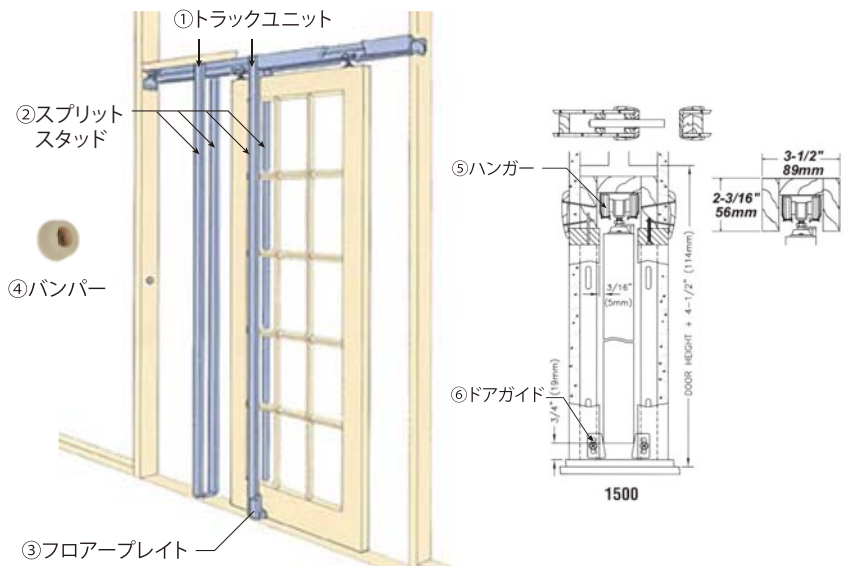 ①トラックユニット
②スプリット
スタッド
④バンパー
③フロアープレイト
⑤ハンガー
3-1/2"
89mm
2-3/16"
56mm
3/16"
(5mm)
DOOR HEIGHT + 4-1/2" (114mm)
⑥ドアガイド
3/4" (19mm)
1500